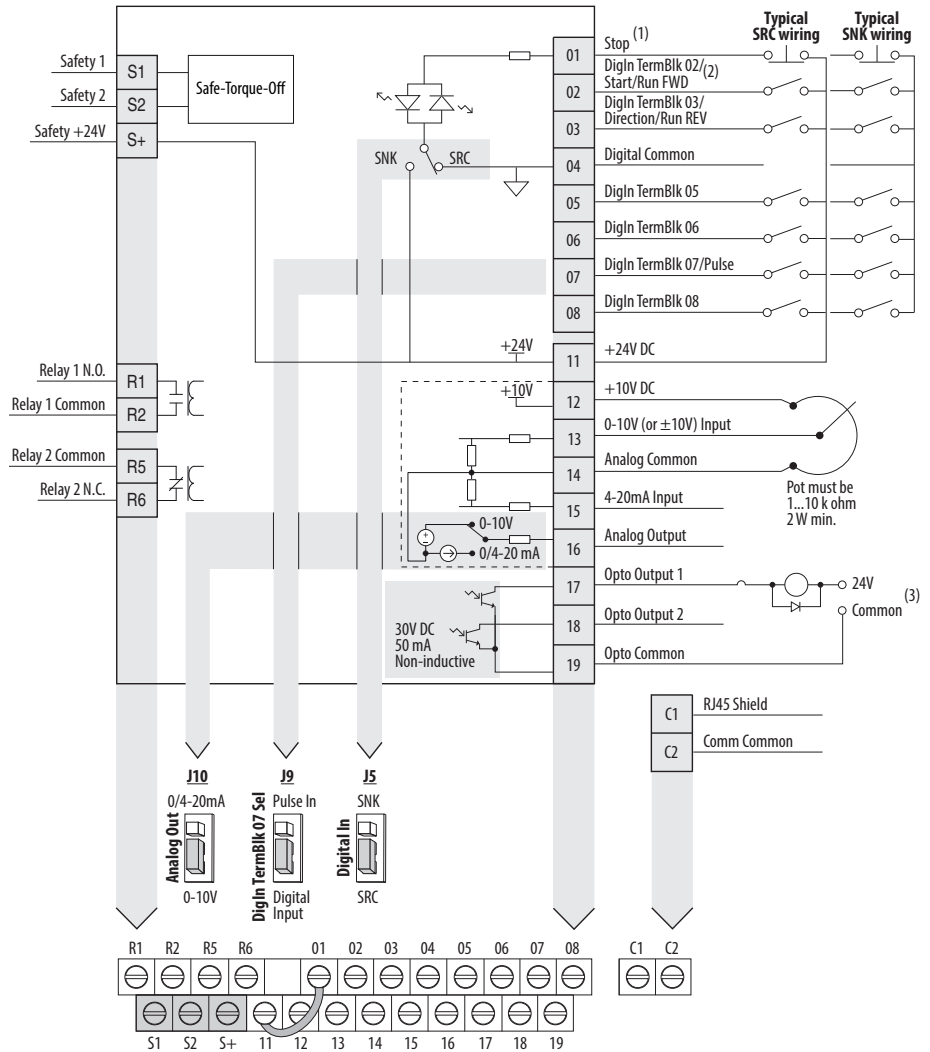 Typical
SRC wiring
Typical
SNK wiring
Safety 1
S1
Safety 2
S2
Safety +24V
S+
Safe-Torque-Off
SNK
SRC
01
Stop (1)
02
DigIn TermBlk 02/
Start/Run FWD (2)
03
DigIn TermBlk 03/
Direction/Run REV
04
Digital Common
05
DigIn TermBlk 05
06
DigIn TermBlk 06
07
DigIn TermBlk 07/Pulse
08
DigIn TermBlk 08
+24V
11
+24V DC
+10V
12
+10V DC
13
0-10V (or ±10V) Input
14
Analog Common
15
4-20mA Input
16
Analog Output
Pot must be
1...10 k ohm
2 W min.
Relay 1 N.O.
R1
Relay 1 Common
R2
Relay 2 Common
R5
Relay 2 N.C.
R6
0-10V
+
-
0/4-20 mA
17
Opto Output 1
24V
Common (3)
18
Opto Output 2
19
Opto Common
30V DC
50 mA
Non-inductive
C1
RJ45 Shield
C2
Comm Common
J10
0/4-20mA
Analog Out
0-10V
J9
Pulse In
DigIn TermBlk 07 Sel
Digital
Input
J5
SNK
Digital In
SRC
R1 R2 R5 R6 01 02 03 04 05 06 07 08 C1 C2
S1 S2 S+ 11 12 13 14 15 16 17 18 19